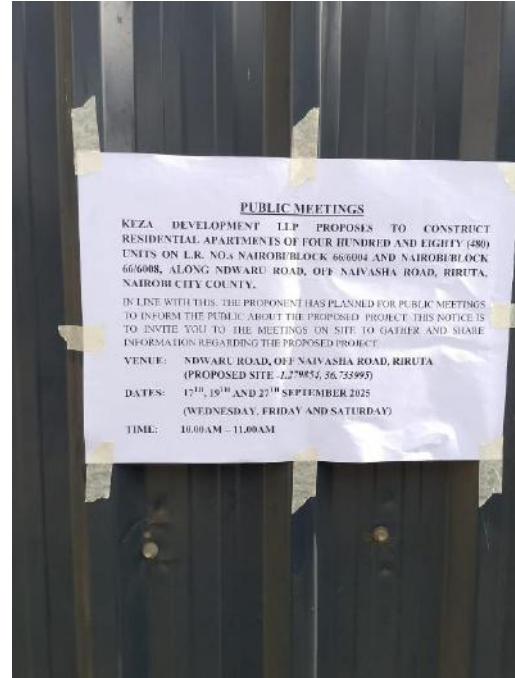 PUBLIC MEETINGS
KEZA DEVELOPMENT LLP PROPOSES TO CONSTRUCT
RESIDENTIAL APARTMENTS OF FOUR HUNDRED AND EIGHTY (480)
UNITS ON L.R. NO.s NAIROBI/BLOCK 66/6004 AND NAIROBI/BLOCK
66/6008, ALONG NDWARU ROAD, OFF NAIVASHA ROAD, RIRUTA,
NAIROBI CITY COUNTY.
IN LINE WITH THIS, THE PROPONENT HAS PLANNED FOR PUBLIC MEETINGS
TO INFORM THE PUBLIC ABOUT THE PROPOSED PROJECT. THIS NOTICE IS
TO INVITE YOU TO THE MEETINGS ON SITE TO GATHER AND SHARE
INFORMATION REGARDING THE PROPOSED PROJECT.
VENUE: NDWARU ROAD, OFF NAIVASHA ROAD, RIRUTA
(PROPOSED SITE -1.279854, 36.733995)
DATES: 17TH, 19TH AND 27TH SEPTEMBER 2025
(WEDNESDAY, FRIDAY AND SATURDAY)
TIME: 10.00AM – 11.00AM